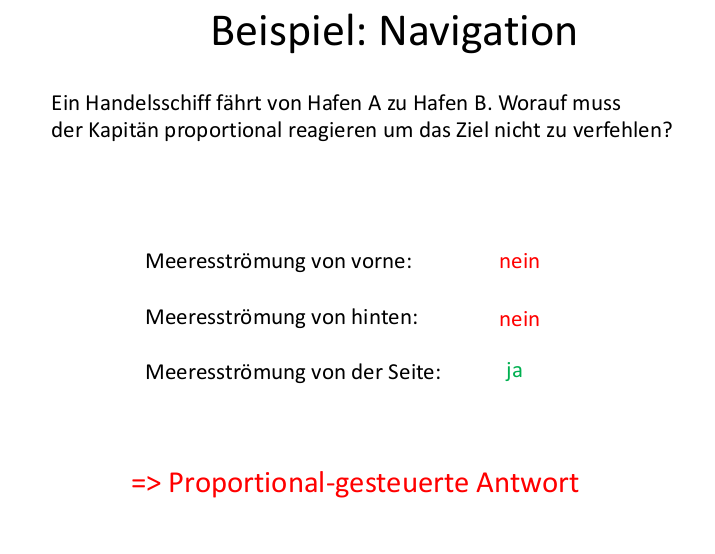 Beispiel: Navigation
Ein Handelsschiff fährt von Hafen A zu Hafen B. Worauf muss
der Kapitän proportional reagieren um das Ziel nicht zu verfehlen?
Meeresströmung von vorne: nein
Meeresströmung von hinten: nein
Meeresströmung von der Seite: ja
=> Proportional-gesteuerte Antwort